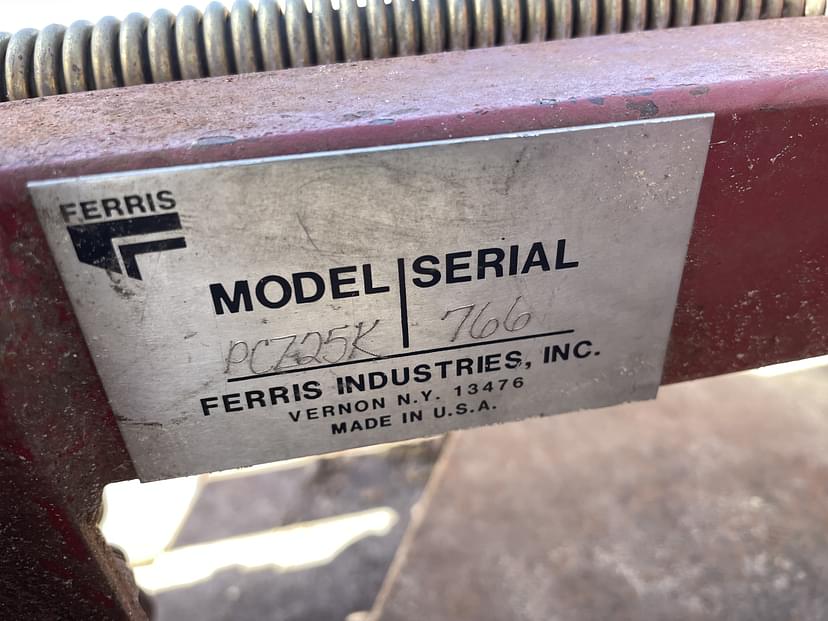 FERRIS
MODEL SERIAL
PCZ25K 766
FERRIS INDUSTRIES, INC.
VERNON N.Y. 13476
MADE IN U.S.A.